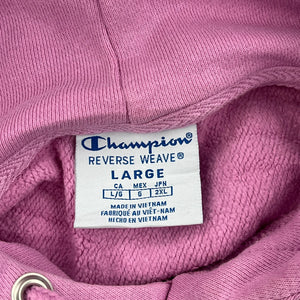 Champion
REVERSE WEAVE®
LARGE
CA MEX JPN
L/G G 2XL
MADE IN VIETNAM
FABRIQUÉ AU VIÊT-NAM
HECHO EN VIETNAM